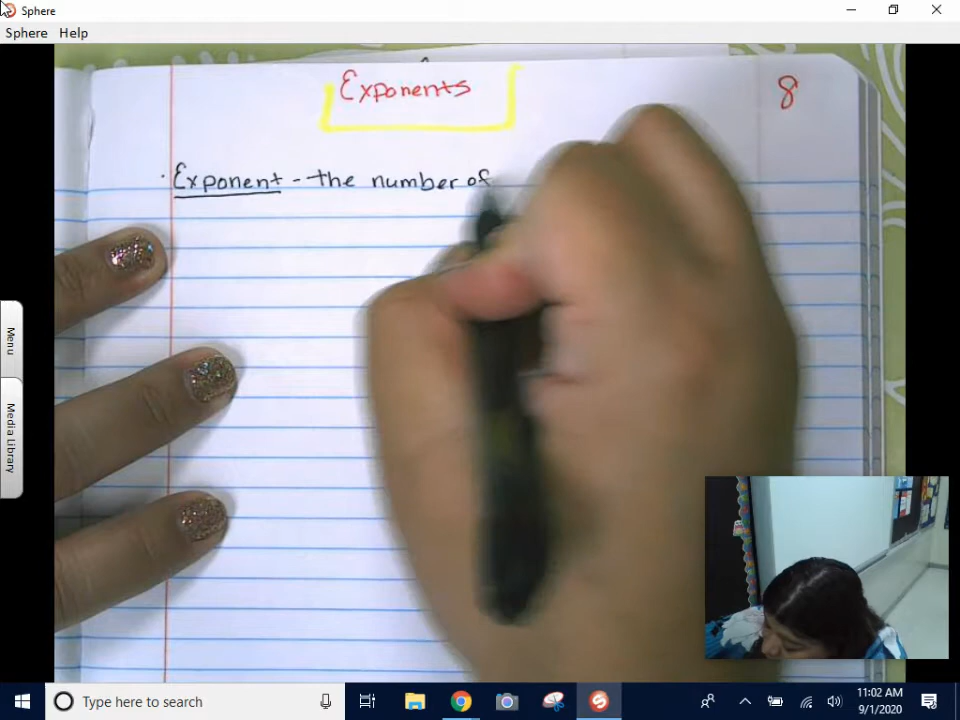 Sphere
Sphere Help
Exponents
8
· Exponent - the number of
Menu
Media Library
Type here to search
11:02 AM
9/1/2020